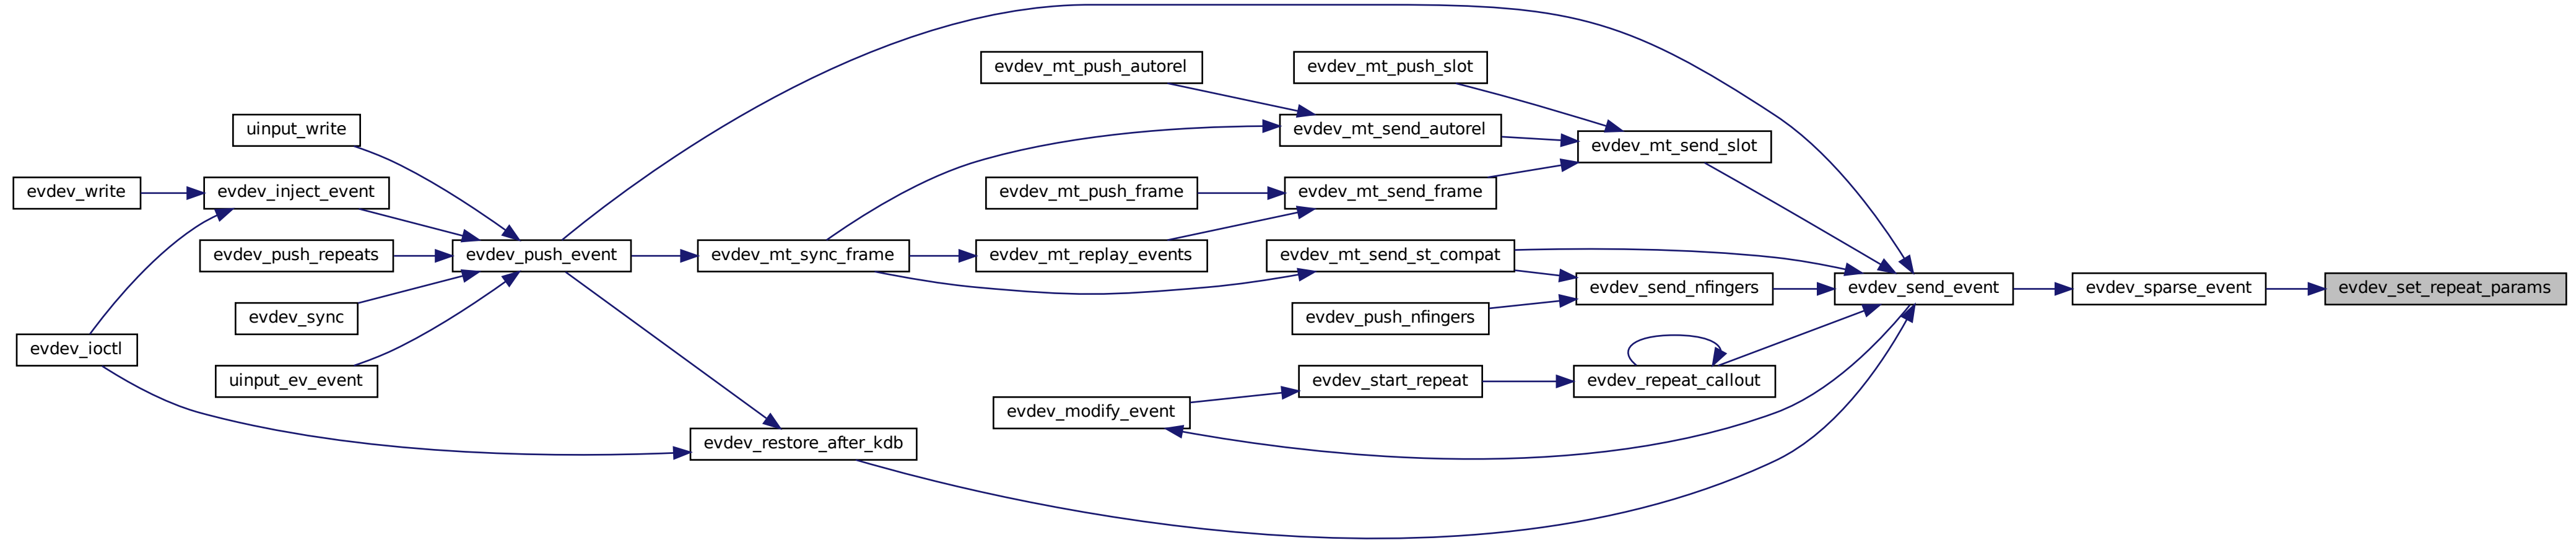 evdev_mt_push_autorel
evdev_mt_push_slot
uinput_write
evdev_mt_send_autorel
evdev_mt_send_slot
evdev_write
evdev_inject_event
evdev_mt_push_frame
evdev_mt_send_frame
evdev_push_repeats
evdev_push_event
evdev_mt_sync_frame
evdev_mt_replay_events
evdev_mt_send_st_compat
evdev_send_nfingers
evdev_send_event
evdev_sparse_event
evdev_set_repeat_params
evdev_sync
evdev_push_nfingers
evdev_ioctl
uinput_ev_event
evdev_start_repeat
evdev_repeat_callout
evdev_modify_event
evdev_restore_after_kdb